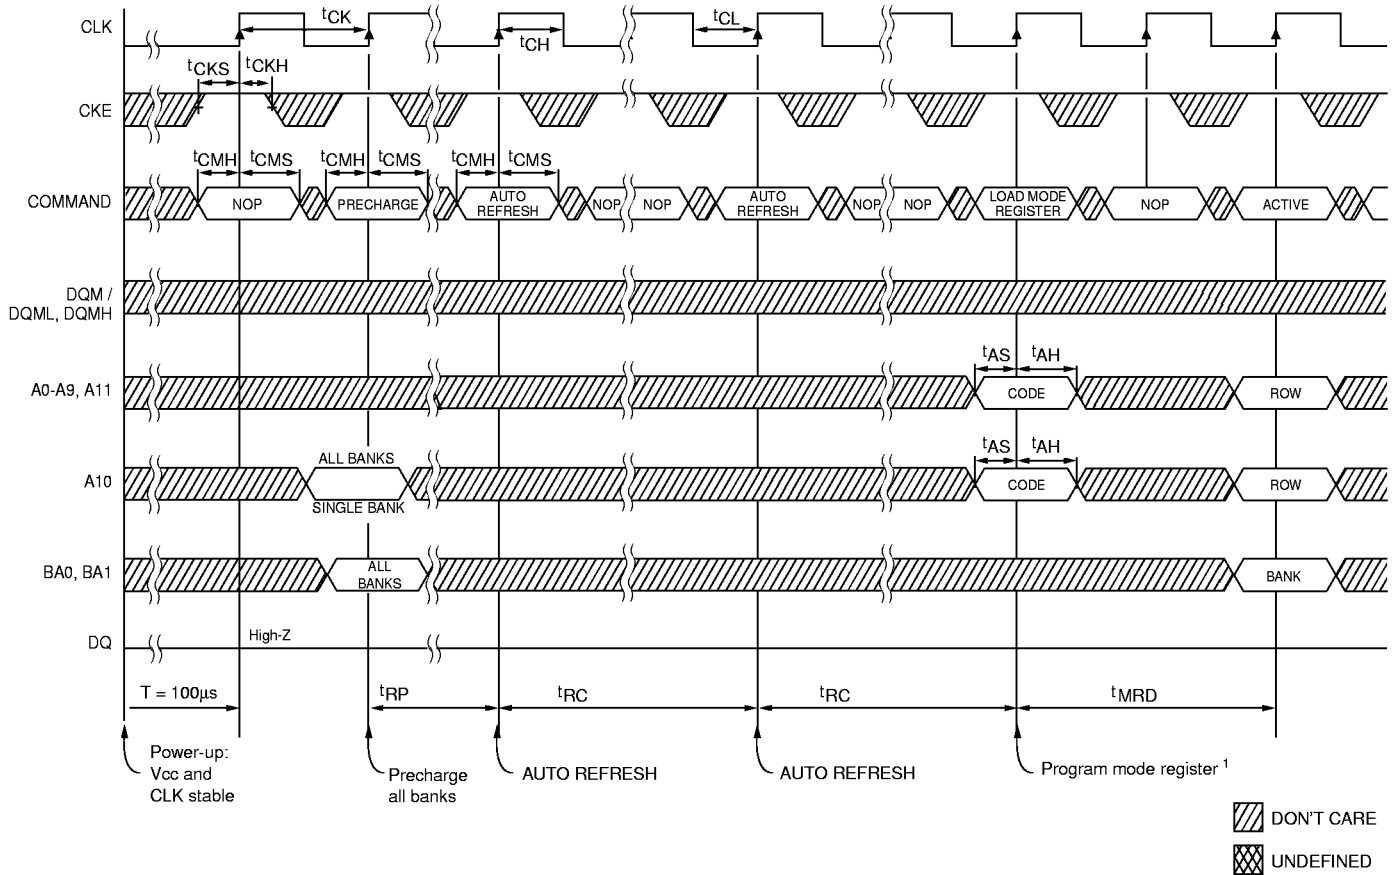 CLK
tCK
tCH
tCL
tCKS
tCKH
CKE
tCMH
tCMS
tCMH
tCMS
tCMH
tCMS
COMMAND
NOP
PRECHARGE
AUTO
REFRESH
NOP
NOP
AUTO
REFRESH
NOP
NOP
LOAD MODE
REGISTER
NOP
ACTIVE
DQM /
DQML, DQMH
tAS
tAH
A0-A9, A11
CODE
ROW
ALL BANKS
tAS
tAH
A10
CODE
ROW
SINGLE BANK
BA0, BA1
ALL
BANKS
BANK
DQ
High-Z
T = 100μs
tRP
tRC
tRC
tMRD
Power-up:
Vcc and
CLK stable
Precharge
all banks
AUTO REFRESH
AUTO REFRESH
Program mode register 1
DON'T CARE
UNDEFINED